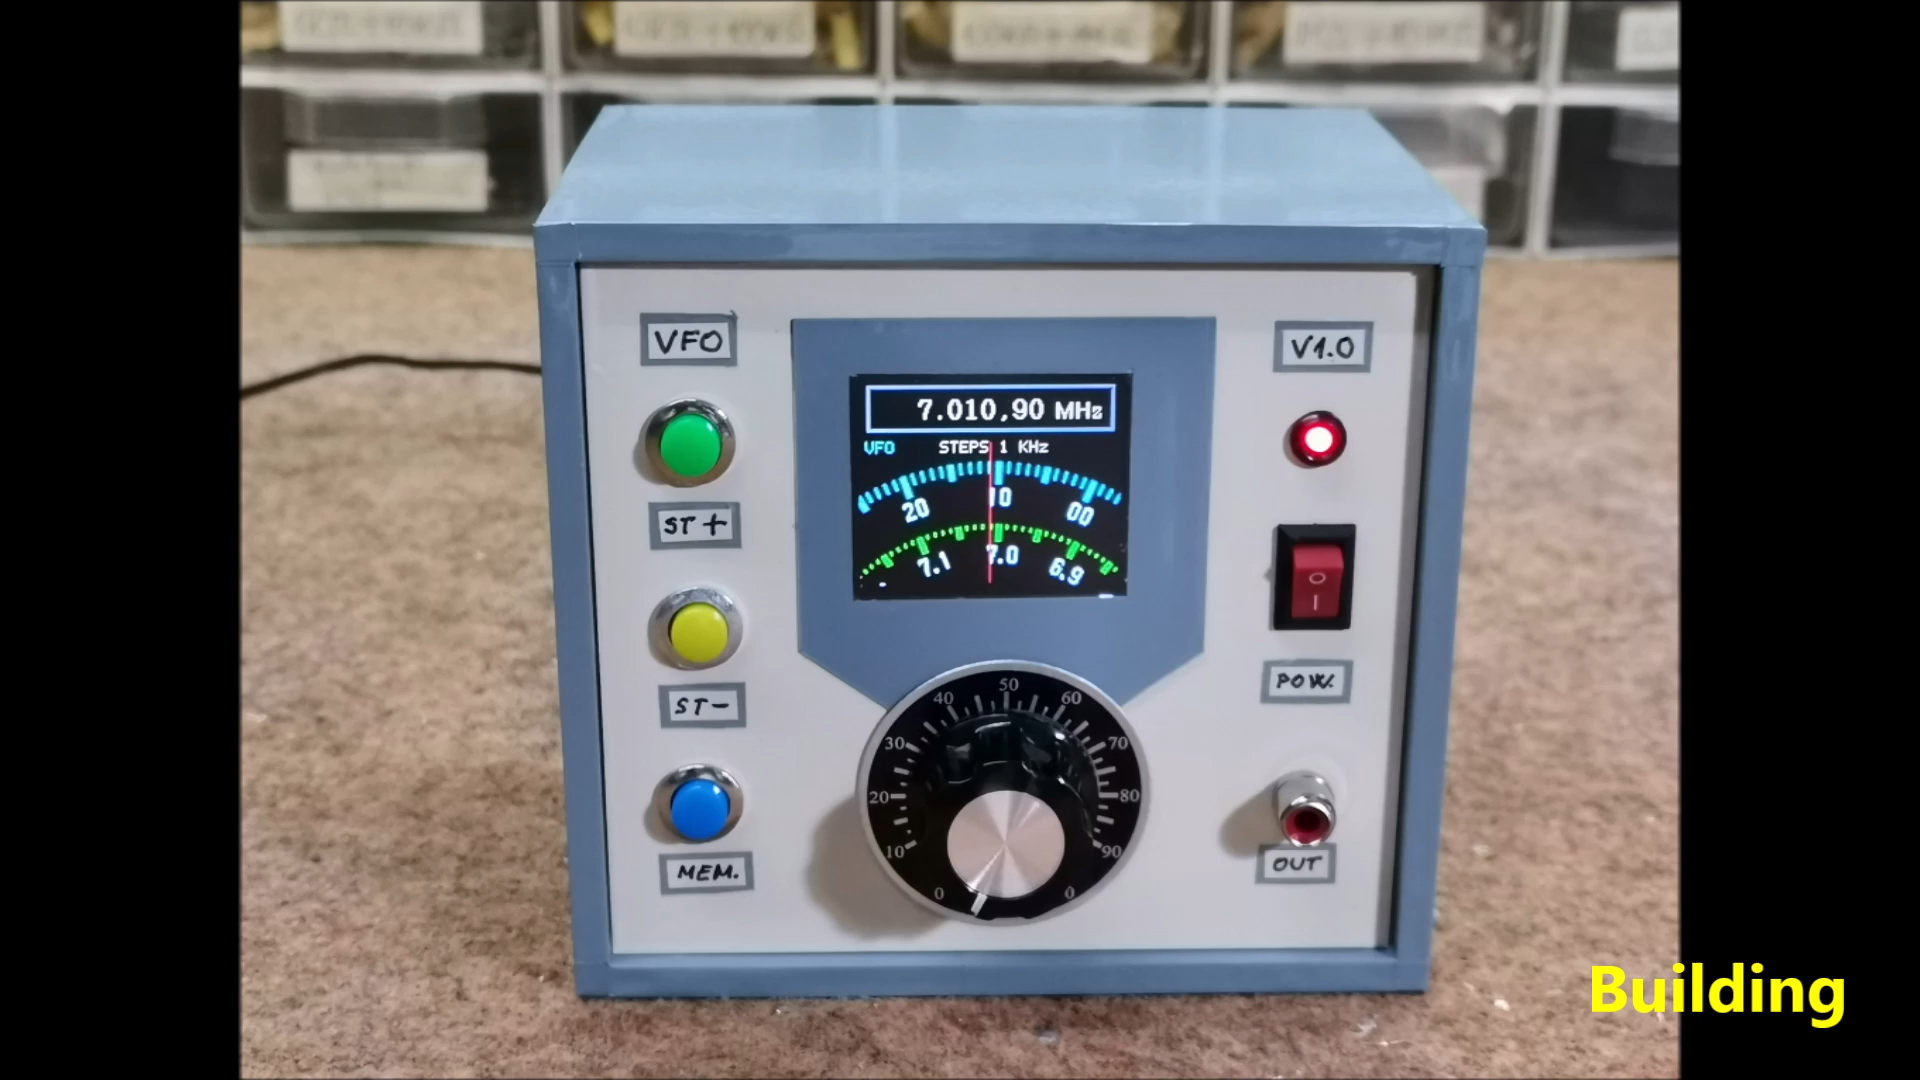 VFO
V1.0
7.010,90 MHz
VFO STEPS 1 KHz
20 10 00
7.1 7.0 6.9
ST+
O
I
ST-
POW.
MEM.
OUT
0 10 20 30 40 50 60 70 80 90 0
Building